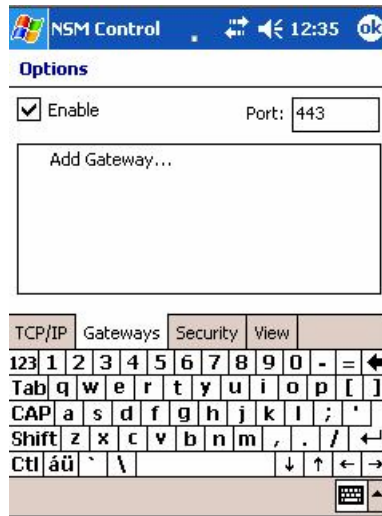 NSM Control 12:35 ok
Options
Enable Port: 443
Add Gateway...
TCP/IP Gateways Security View
123 1 2 3 4 5 6 7 8 9 0 - =
Tab q w e r t y u i o p [ ]
CAP a s d f g h j k l ; '
Shift z x c v b n m , . /
Ctl áü ` \